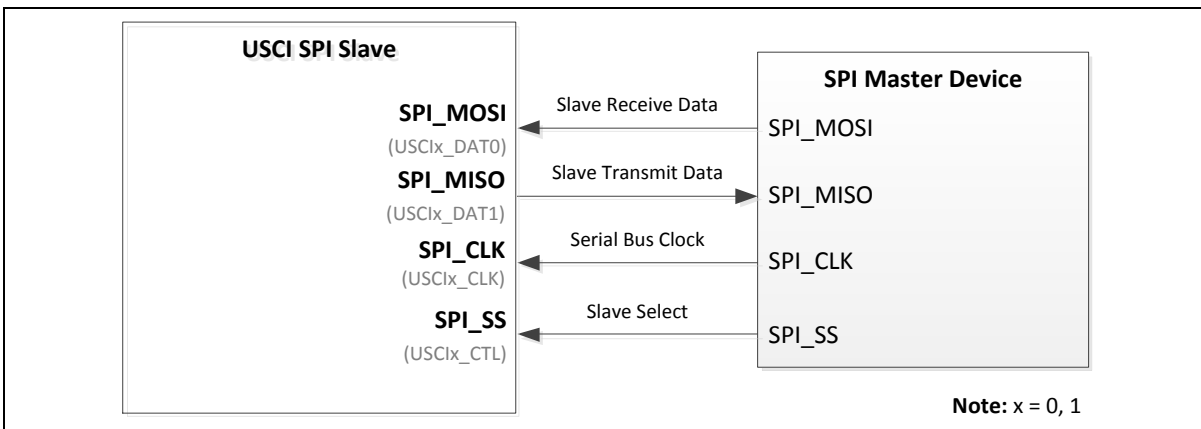 USCI SPI Slave
SPI Master Device
SPI_MOSI
(USCIx_DAT0)
Slave Receive Data
SPI_MOSI
SPI_MISO
(USCIx_DAT1)
Slave Transmit Data
SPI_MISO
SPI_CLK
(USCIx_CLK)
Serial Bus Clock
SPI_CLK
SPI_SS
(USCIx_CTL)
Slave Select
SPI_SS
Note: x = 0, 1